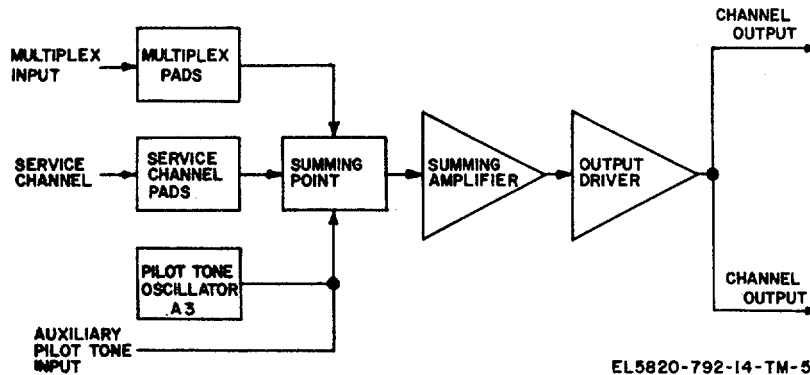 CHANNEL
OUTPUT
MULTIPLEX
INPUT
MULTIPLEX
PADS
SERVICE
CHANNEL
SERVICE
CHANNEL
PADS
SUMMING
POINT
SUMMING
AMPLIFIER
OUTPUT
DRIVER
PILOT TONE
OSCILLATOR
A3
CHANNEL
OUTPUT
AUXILIARY
PILOT TONE
INPUT
EL5820-792-14-TM-5